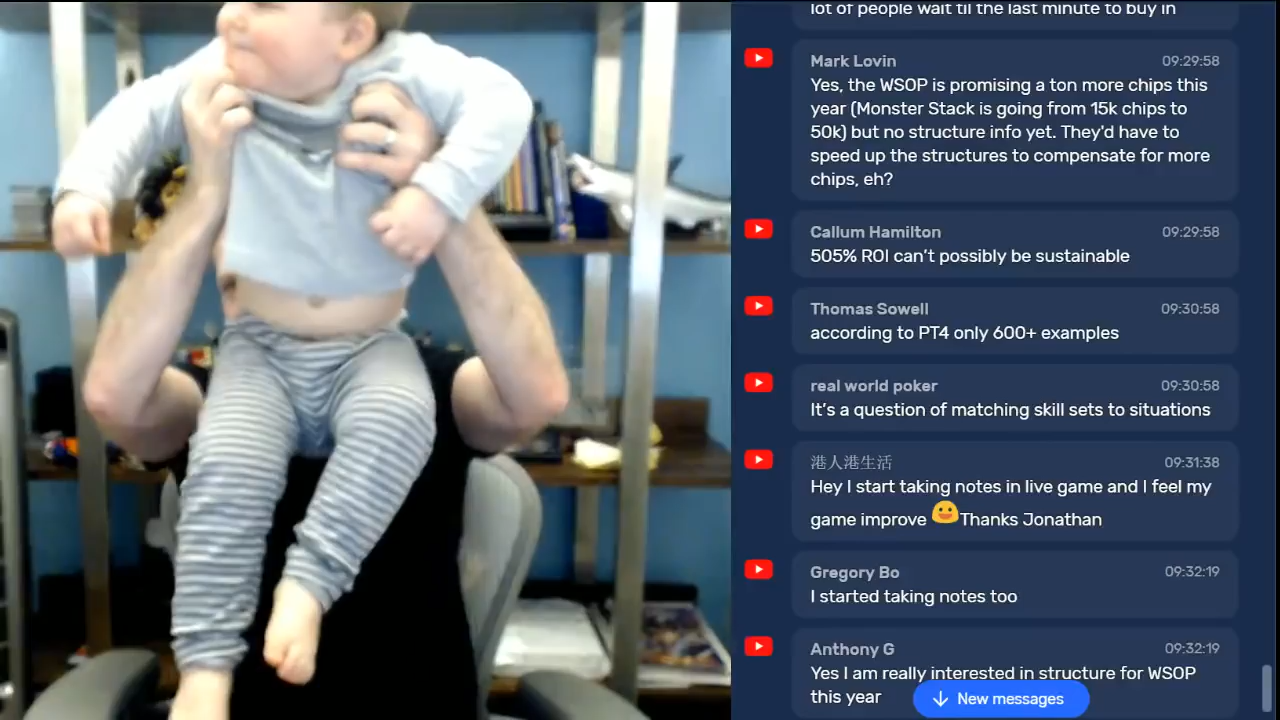 lot of people wait til the last minute to buy in
Mark Lovin 09:29:58
Yes, the WSOP is promising a ton more chips this
year (Monster Stack is going from 15k chips to
50k) but no structure info yet. They'd have to
speed up the structures to compensate for more
chips, eh?
Callum Hamilton 09:29:58
505% ROI can't possibly be sustainable
Thomas Sowell 09:30:58
according to PT4 only 600+ examples
real world poker 09:30:58
It's a question of matching skill sets to situations
港人港生活 09:31:38
Hey I start taking notes in live game and I feel my
game improve 😀Thanks Jonathan
Gregory Bo 09:32:19
I started taking notes too
Anthony G 09:32:19
Yes I am really interested in structure for WSOP
this year
New messages